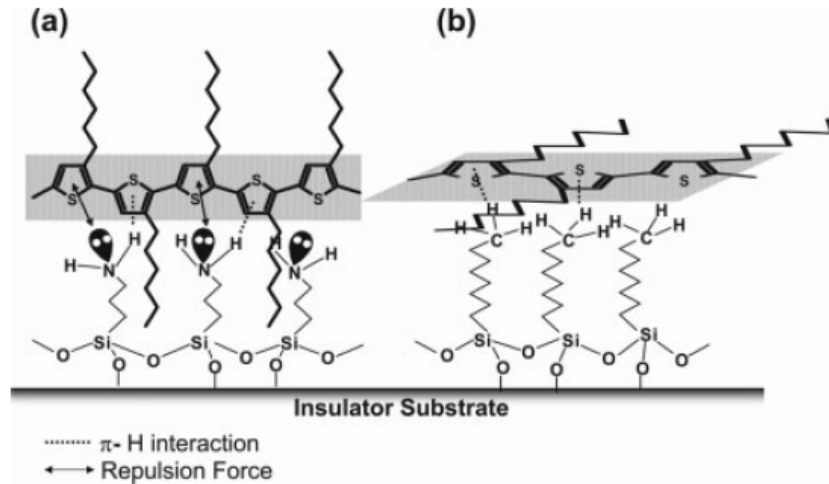 (a)
(b)
S
S
S
S
S
S
S
S
H
H
N
H
H
N
H
H
N
H
H
C
H
H
H
C
H
H
H
C
H
Si
Si
Si
O
O
O
O
O
O
O
Si
Si
Si
O
O
O
O
O
O
O
Insulator Substrate
π- H interaction
Repulsion Force